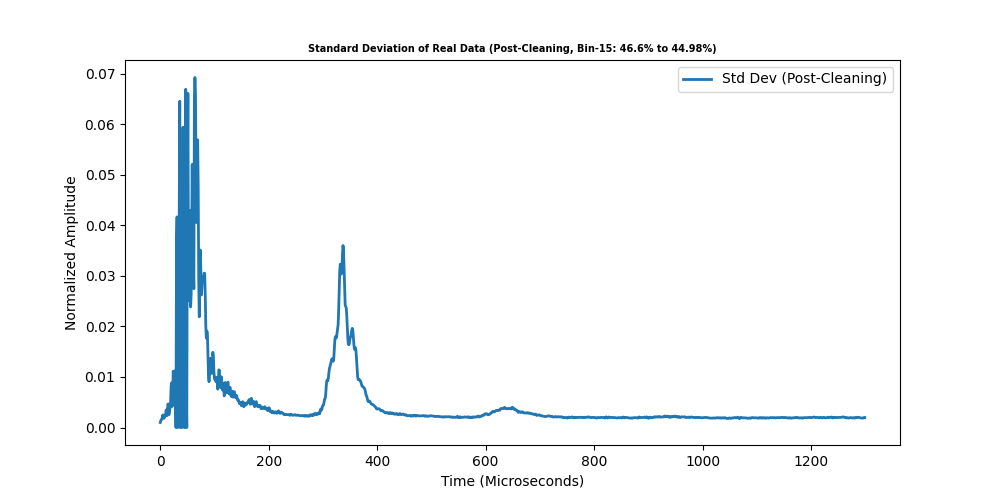 Standard Deviation of Real Data (Post-Cleaning, Bin-15: 46.6% to 44.98%)
Std Dev (Post-Cleaning)
Normalized Amplitude
0.07
0.06
0.05
0.04
0.03
0.02
0.01
0.00
0 200 400 600 800 1000 1200
Time (Microseconds)